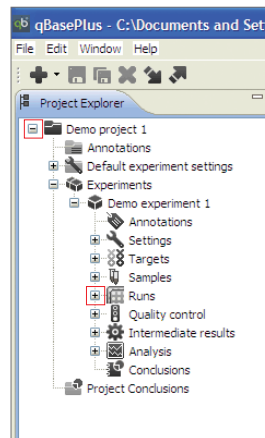 qBasePlus - C:\Documents and Set
File Edit Window Help
Project Explorer
Demo project 1
Annotations
Default experiment settings
Experiments
Demo experiment 1
Annotations
Settings
Targets
Samples
Runs
Quality control
Intermediate results
Analysis
Conclusions
Project Conclusions